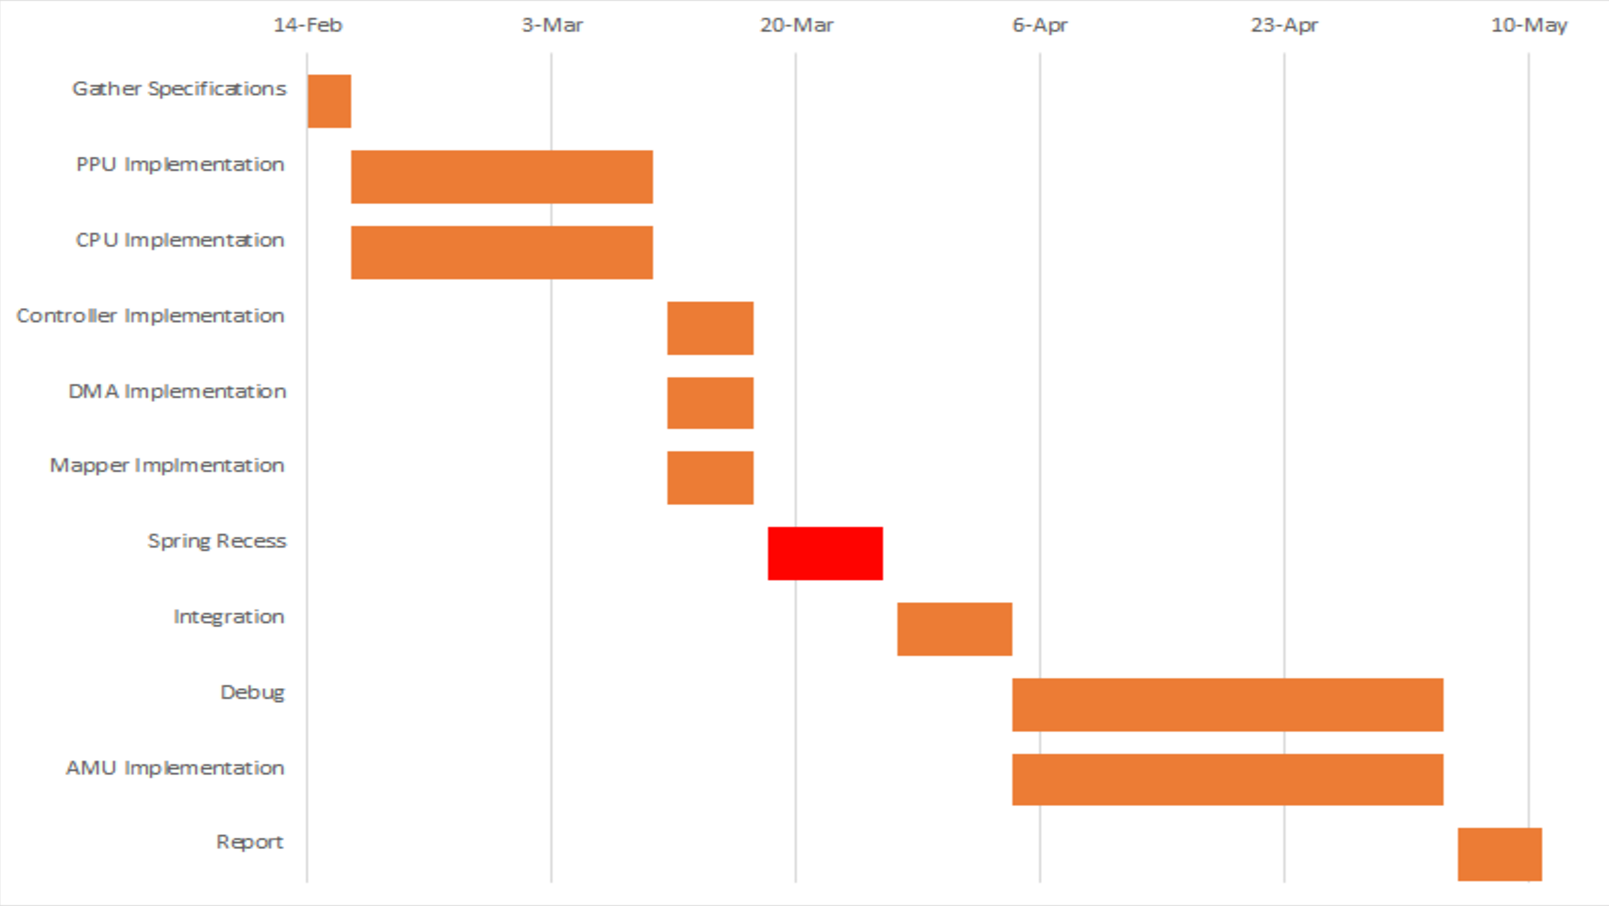 14-Feb 3-Mar 20-Mar 6-Apr 23-Apr 10-May
Gather Specifications
PPU Implementation
CPU Implementation
Controller Implementation
DMA Implementation
Mapper Implmentation
Spring Recess
Integration
Debug
AMU Implementation
Report